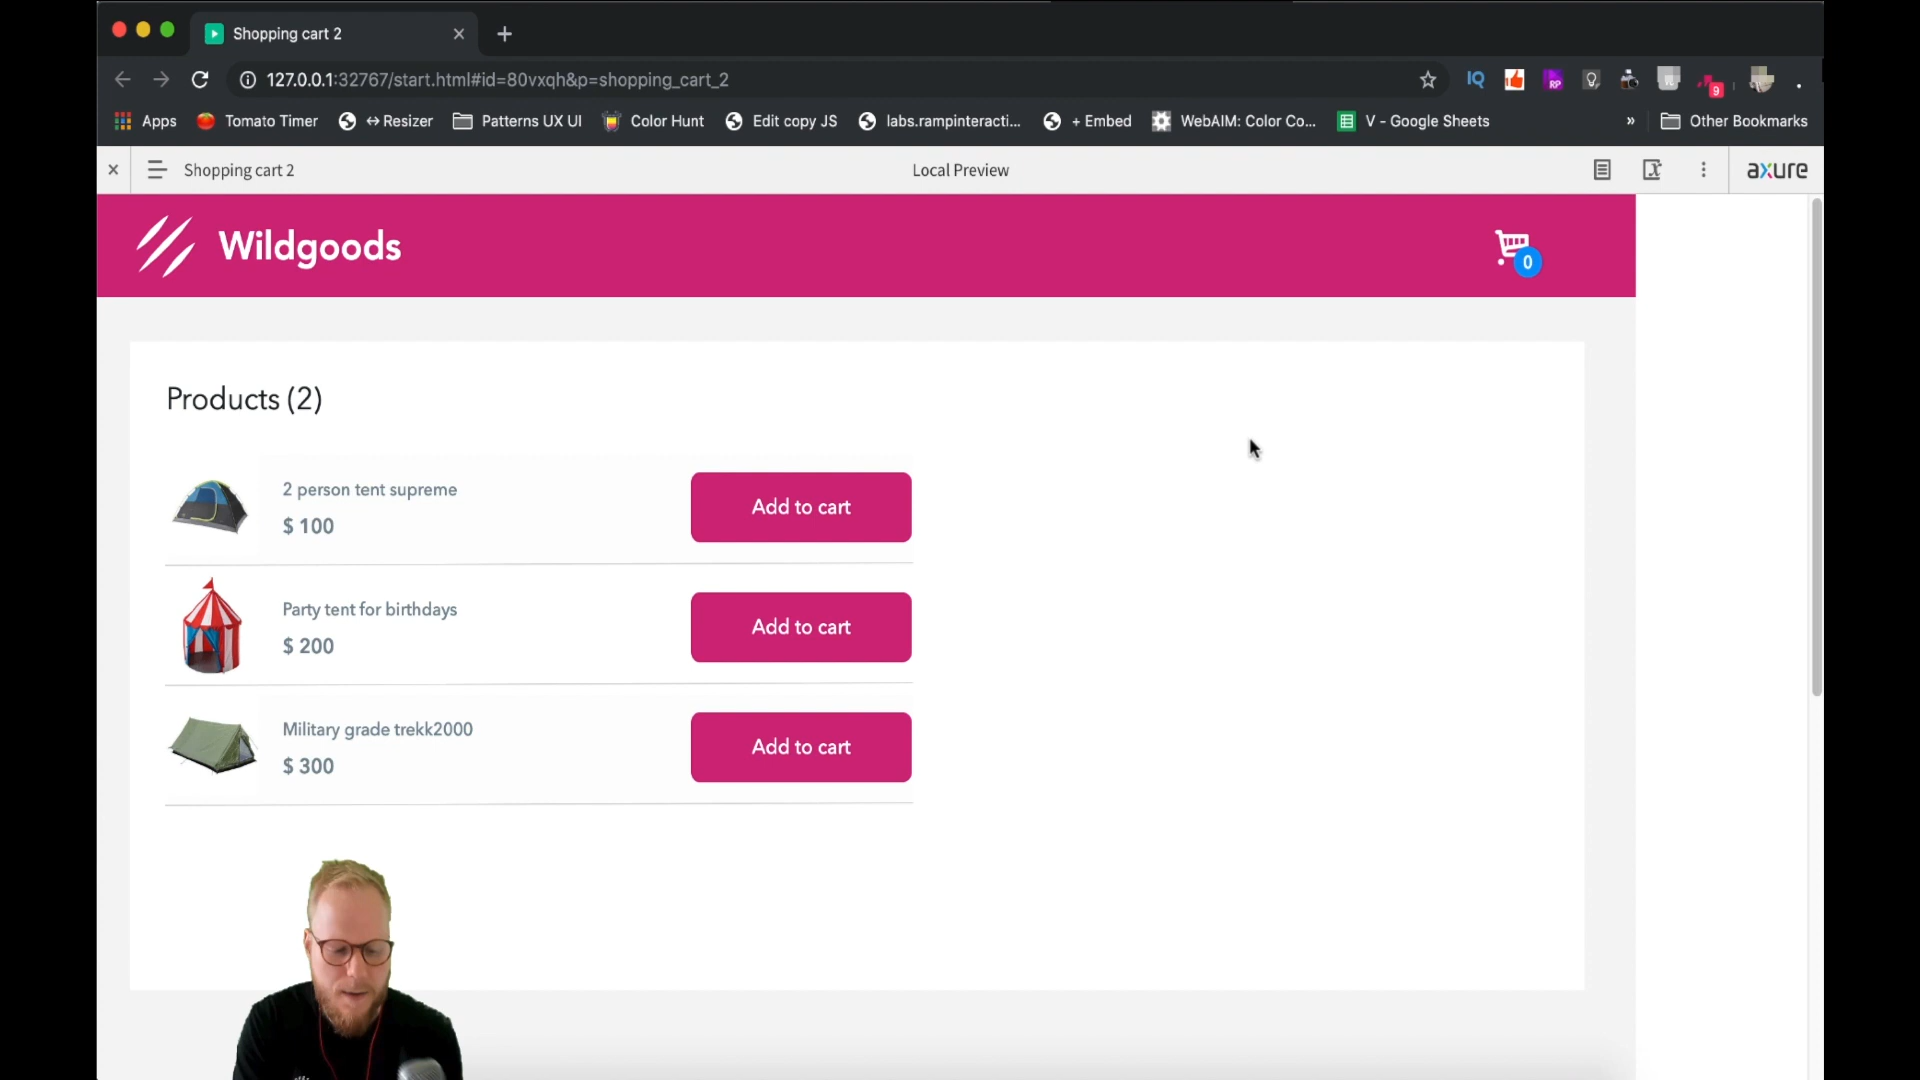 Shopping cart 2
127.0.0.1:32767/start.html#id=80vxqh&p=shopping_cart_2
IQ
RP
9
Apps
Tomato Timer
Resizer
Patterns UX UI
Color Hunt
Edit copy JS
labs.rampinteracti...
+ Embed
WebAIM: Color Co...
V - Google Sheets
»
Other Bookmarks
Shopping cart 2
Local Preview
axure
Wildgoods
0
Products (2)
2 person tent supreme
$ 100
Add to cart
Party tent for birthdays
$ 200
Add to cart
Military grade trekk2000
$ 300
Add to cart